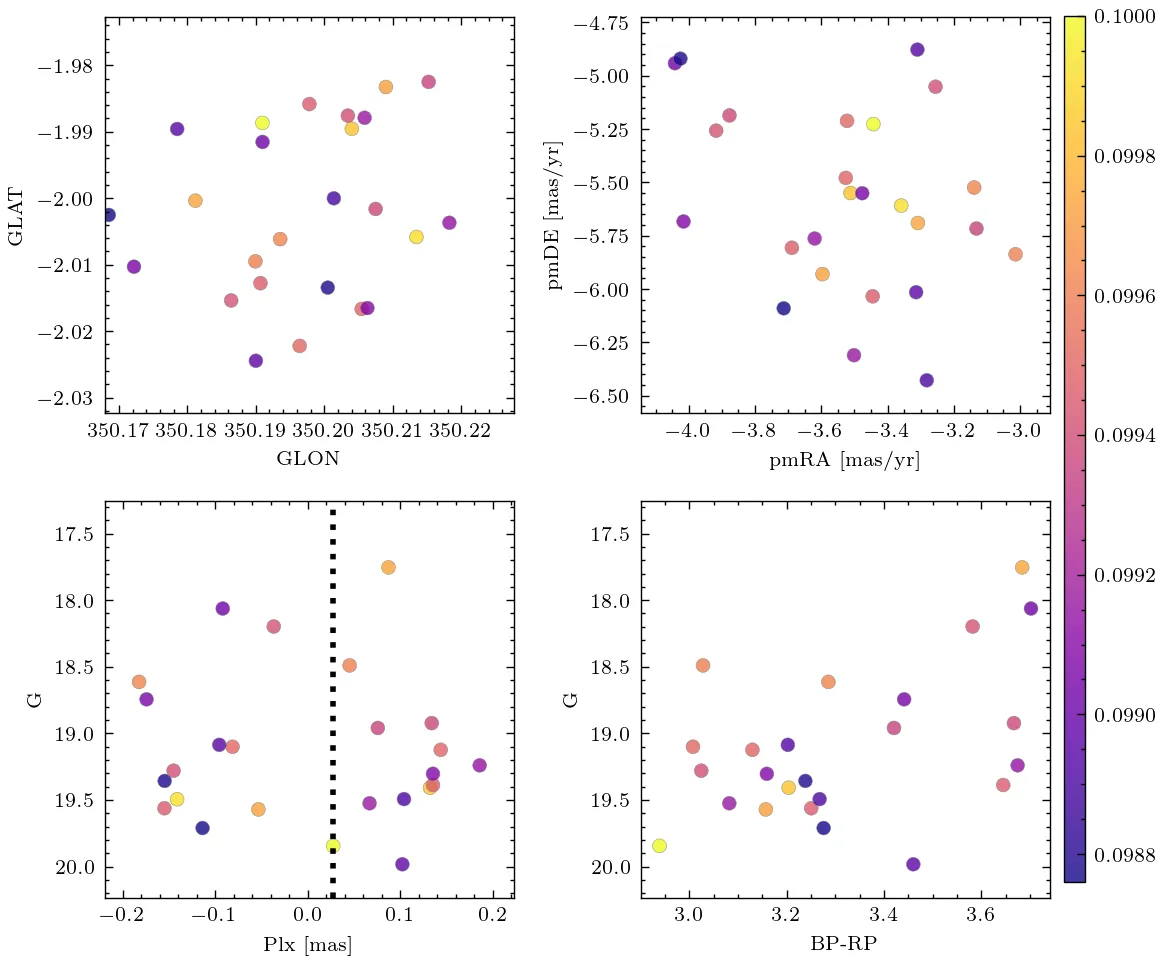 −1.98
−1.99
−2.00
−2.01
−2.02
−2.03
GLAT
350.17 350.18 350.19 350.20 350.21 350.22
GLON
−4.75
−5.00
−5.25
−5.50
−5.75
−6.00
−6.25
−6.50
pmDE [mas/yr]
−4.0 −3.8 −3.6 −3.4 −3.2 −3.0
pmRA [mas/yr]
17.5
18.0
18.5
19.0
19.5
20.0
G
−0.2 −0.1 0.0 0.1 0.2
Plx [mas]
17.5
18.0
18.5
19.0
19.5
20.0
G
3.0 3.2 3.4 3.6
BP-RP
0.1000
0.0998
0.0996
0.0994
0.0992
0.0990
0.0988